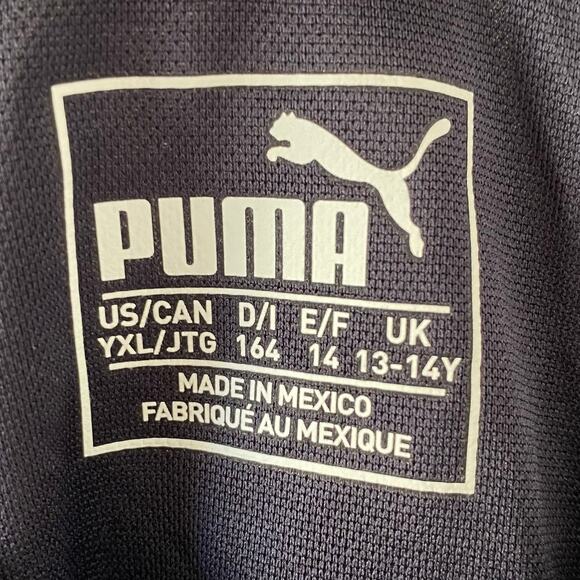 PUMA
US/CAN D/I E/F UK
YXL/JTG 164 14 13-14Y
MADE IN MEXICO
FABRIQUÉ AU MEXIQUE